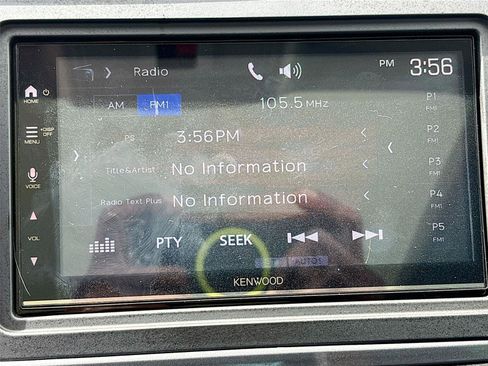 Radio PM 3:56
HOME
AM FM1 105.5 MHz P1 FM1
+DISP OFF
MENU
PS 3:56PM P2 FM1
VOICE
Title&Artist No Information P3 FM1
Radio Text Plus No Information P4 FM1
VOL
PTY SEEK P5 FM1
AUTO1
KENWOOD